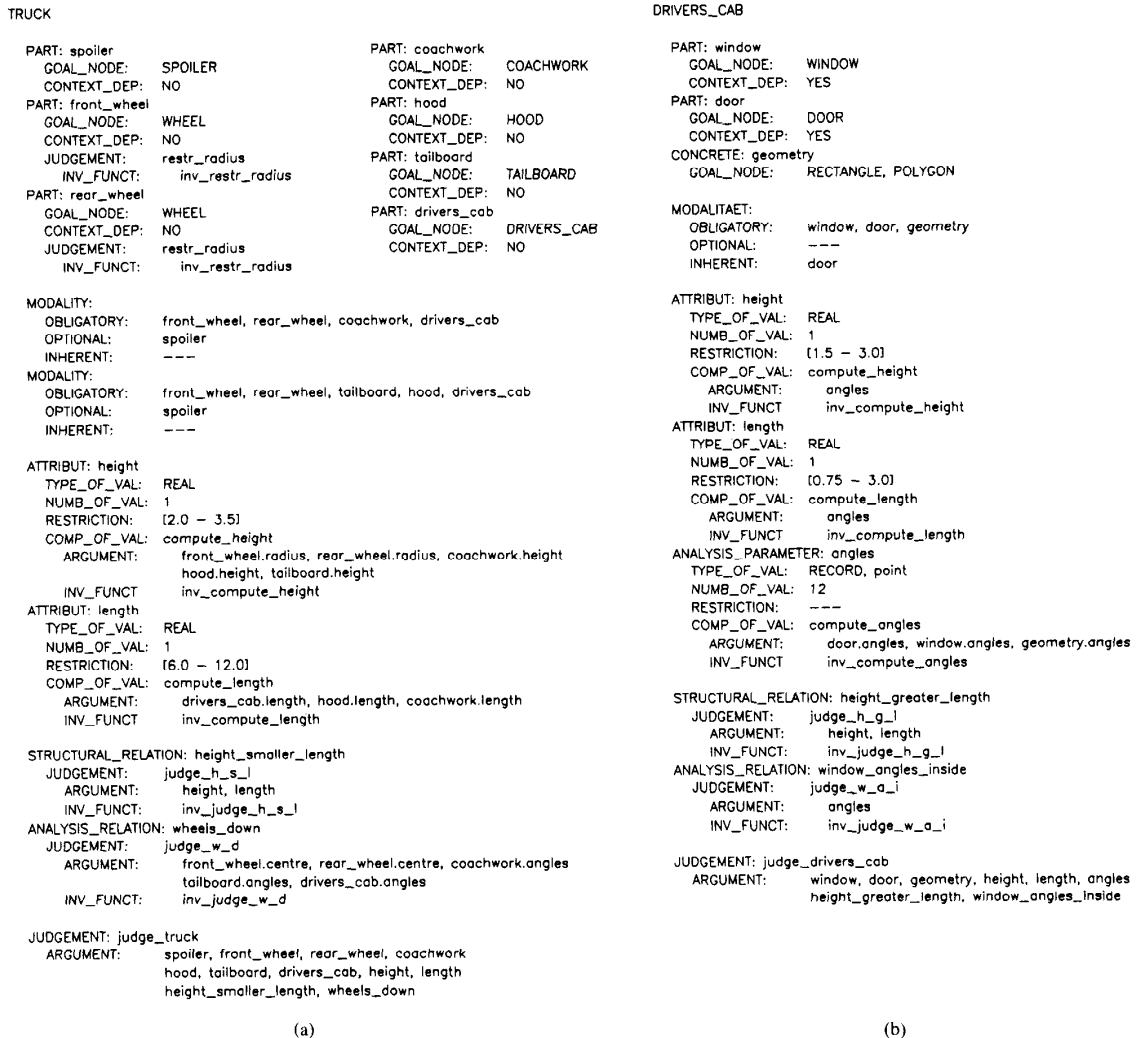 TRUCK
PART: spoiler
GOAL_NODE: SPOILER
CONTEXT_DEP: NO
PART: front_wheel
GOAL_NODE: WHEEL
CONTEXT_DEP: NO
JUDGEMENT: restr_radius
INV_FUNCT: inv_restr_radius
PART: rear_wheel
GOAL_NODE: WHEEL
CONTEXT_DEP: NO
JUDGEMENT: restr_radius
INV_FUNCT: inv_restr_radius
PART: coachwork
GOAL_NODE: COACHWORK
CONTEXT_DEP: NO
PART: hood
GOAL_NODE: HOOD
CONTEXT_DEP: NO
PART: tailboard
GOAL_NODE: TAILBOARD
CONTEXT_DEP: NO
PART: drivers_cab
GOAL_NODE: DRIVERS_CAB
CONTEXT_DEP: NO
MODALITY:
OBLIGATORY: front_wheel, rear_wheel, coachwork, drivers_cab
OPTIONAL: spoiler
INHERENT: ---
MODALITY:
OBLIGATORY: front_wheel, rear_wheel, tailboard, hood, drivers_cab
OPTIONAL: spoiler
INHERENT: ---
ATTRIBUT: height
TYPE_OF_VAL: REAL
NUMB_OF_VAL: 1
RESTRICTION: [2.0 - 3.5]
COMP_OF_VAL: compute_height
ARGUMENT: front_wheel.radius, rear_wheel.radius, coachwork.height
hood.height, tailboard.height
INV_FUNCT inv_compute_height
ATTRIBUT: length
TYPE_OF_VAL: REAL
NUMB_OF_VAL: 1
RESTRICTION: [6.0 - 12.0]
COMP_OF_VAL: compute_length
ARGUMENT: drivers_cab.length, hood.length, coachwork.length
INV_FUNCT inv_compute_length
STRUCTURAL_RELATION: height_smaller_length
JUDGEMENT: judge_h_s_l
ARGUMENT: height, length
INV_FUNCT: inv_judge_h_s_l
ANALYSIS_RELATION: wheels_down
JUDGEMENT: judge_w_d
ARGUMENT: front_wheel.centre, rear_wheel.centre, coachwork.angles
tailboard.angles, drivers_cab.angles
INV_FUNCT: inv_judge_w_d
JUDGEMENT: judge_truck
ARGUMENT: spoiler, front_wheel, rear_wheel, coachwork
hood, tailboard, drivers_cab, height, length
height_smaller_length, wheels_down
(a)
DRIVERS_CAB
PART: window
GOAL_NODE: WINDOW
CONTEXT_DEP: YES
PART: door
GOAL_NODE: DOOR
CONTEXT_DEP: YES
CONCRETE: geometry
GOAL_NODE: RECTANGLE, POLYGON
MODALITAET:
OBLIGATORY: window, door, geometry
OPTIONAL: ---
INHERENT: door
ATTRIBUT: height
TYPE_OF_VAL: REAL
NUMB_OF_VAL: 1
RESTRICTION: [1.5 - 3.0]
COMP_OF_VAL: compute_height
ARGUMENT: angles
INV_FUNCT inv_compute_height
ATTRIBUT: length
TYPE_OF_VAL: REAL
NUMB_OF_VAL: 1
RESTRICTION: [0.75 - 3.0]
COMP_OF_VAL: compute_length
ARGUMENT: angles
INV_FUNCT inv_compute_length
ANALYSIS_PARAMETER: angles
TYPE_OF_VAL: RECORD, point
NUMB_OF_VAL: 12
RESTRICTION: ---
COMP_OF_VAL: compute_angles
ARGUMENT: door.angles, window.angles, geometry.angles
INV_FUNCT inv_compute_angles
STRUCTURAL_RELATION: height_greater_length
JUDGEMENT: judge_h_g_l
ARGUMENT: height, length
INV_FUNCT: inv_judge_h_g_l
ANALYSIS_RELATION: window_angles_inside
JUDGEMENT: judge_w_a_i
ARGUMENT: angles
INV_FUNCT: inv_judge_w_a_i
JUDGEMENT: judge_drivers_cab
ARGUMENT: window, door, geometry, height, length, angles
height_greater_length, window_angles_inside
(b)